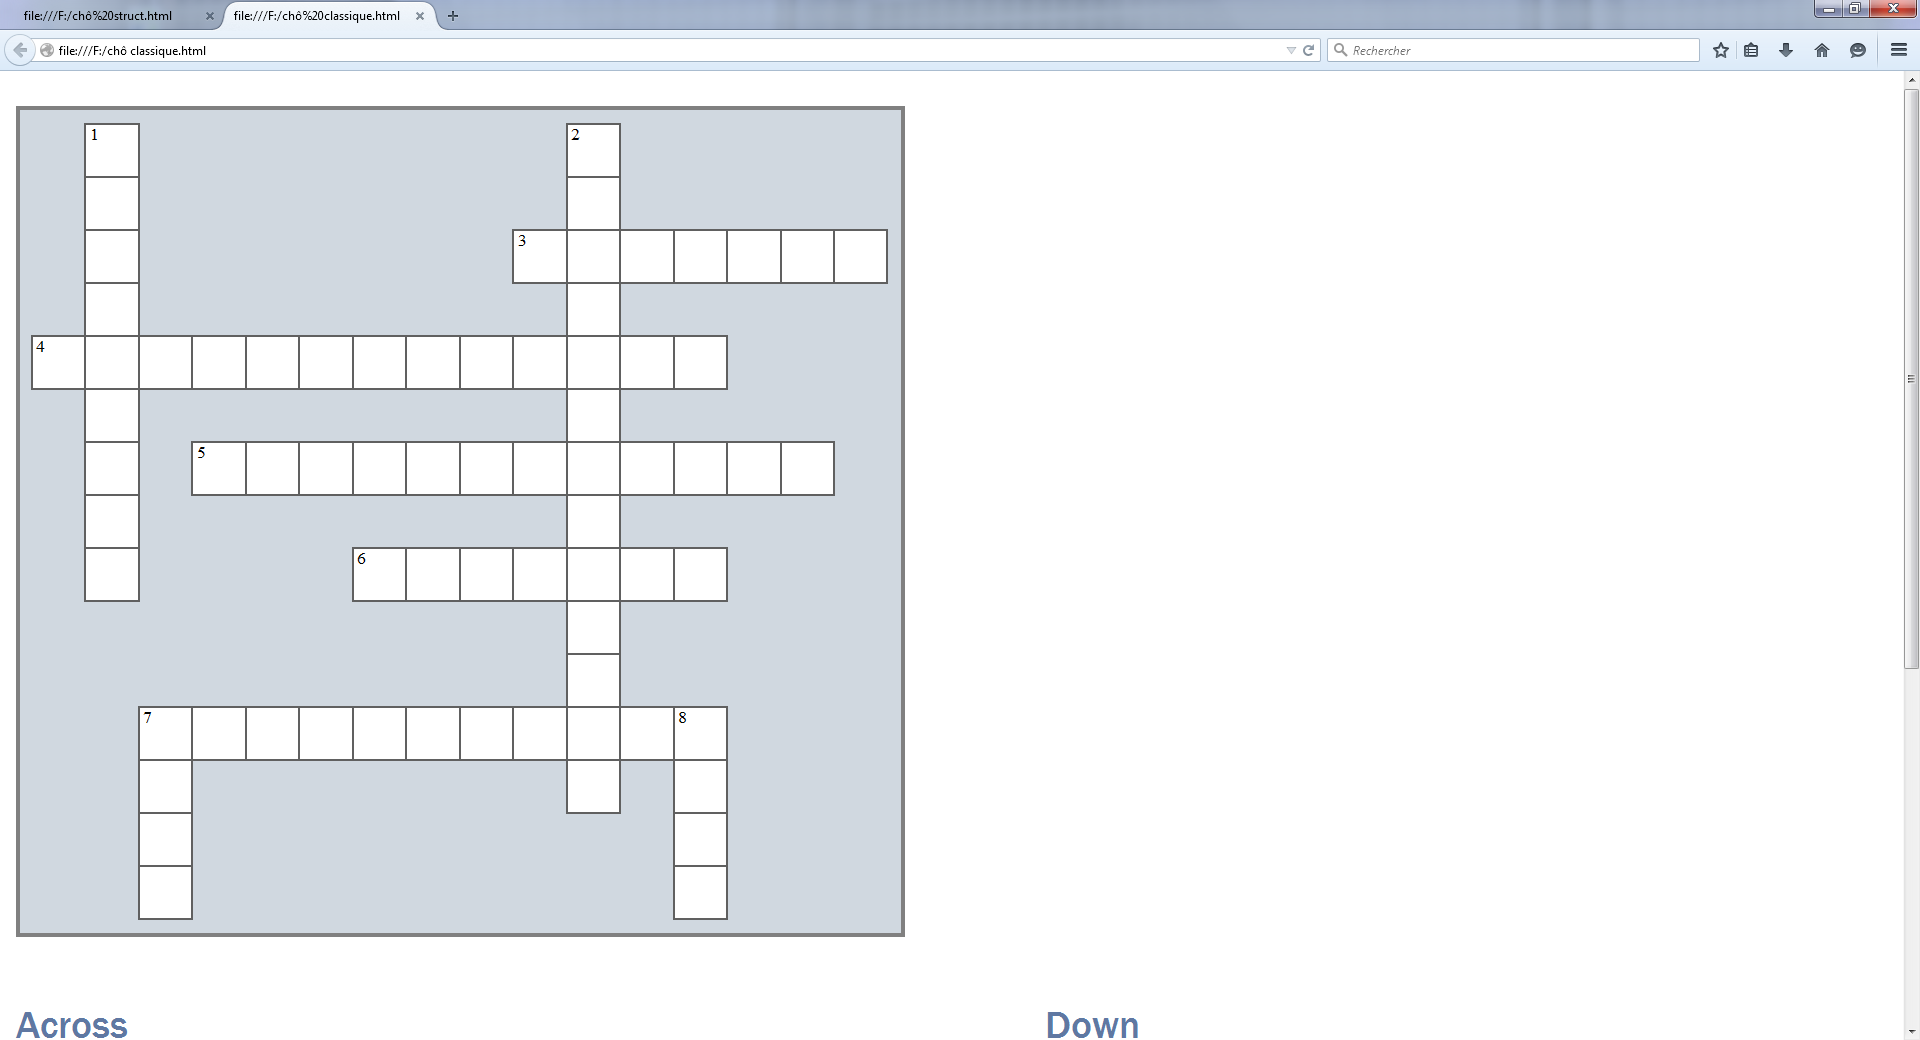 file:///F:/chô%20struct.html
file:///F:/chô%20classique.html
file:///F:/chô classique.html
Rechercher
1
2
3
4
5
6
7
8
Across
Down